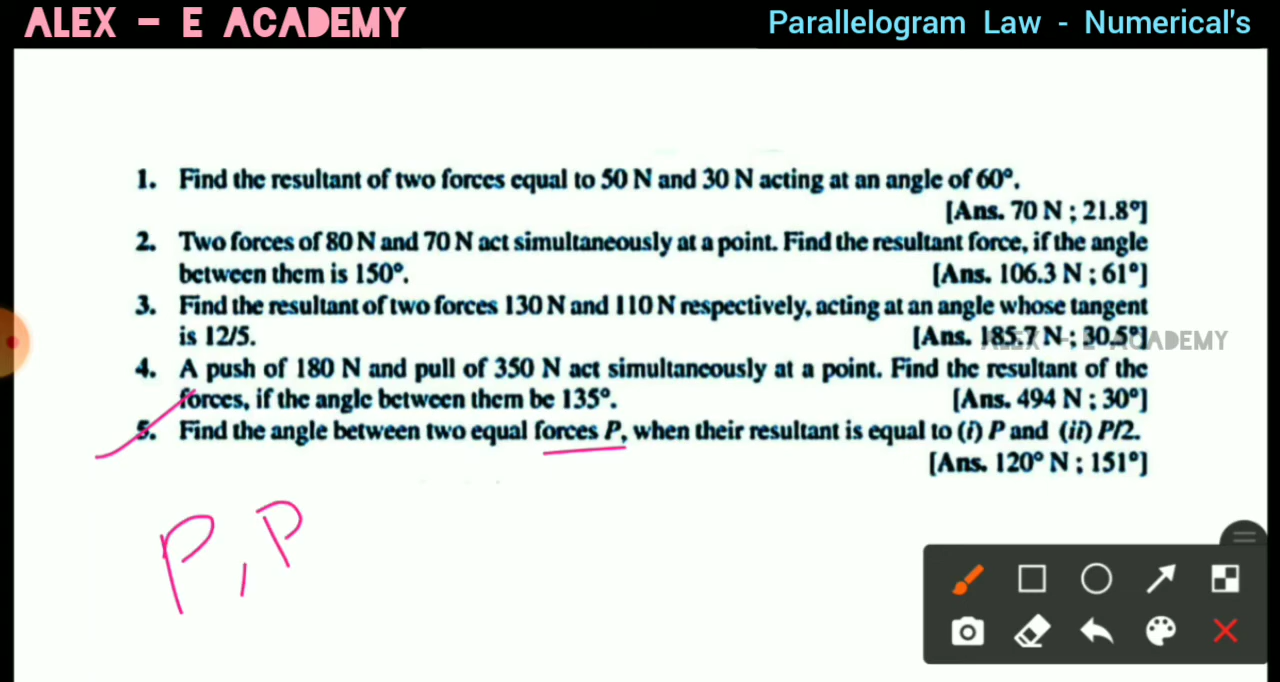 ALEX - E ACADEMY
Parallelogram Law - Numerical's
1. Find the resultant of two forces equal to 50 N and 30 N acting at an angle of 60°.
[Ans. 70 N ; 21.8°]
2. Two forces of 80 N and 70 N act simultaneously at a point. Find the resultant force, if the angle
between them is 150°. [Ans. 106.3 N ; 61°]
3. Find the resultant of two forces 130 N and 110 N respectively, acting at an angle whose tangent
is 12/5. [Ans. 185.7 N ; 30.5°]
ALEX - E ACADEMY
4. A push of 180 N and pull of 350 N act simultaneously at a point. Find the resultant of the
forces, if the angle between them be 135°. [Ans. 494 N ; 30°]
5. Find the angle between two equal forces P, when their resultant is equal to (i) P and (ii) P/2.
[Ans. 120° N ; 151°]
P, P